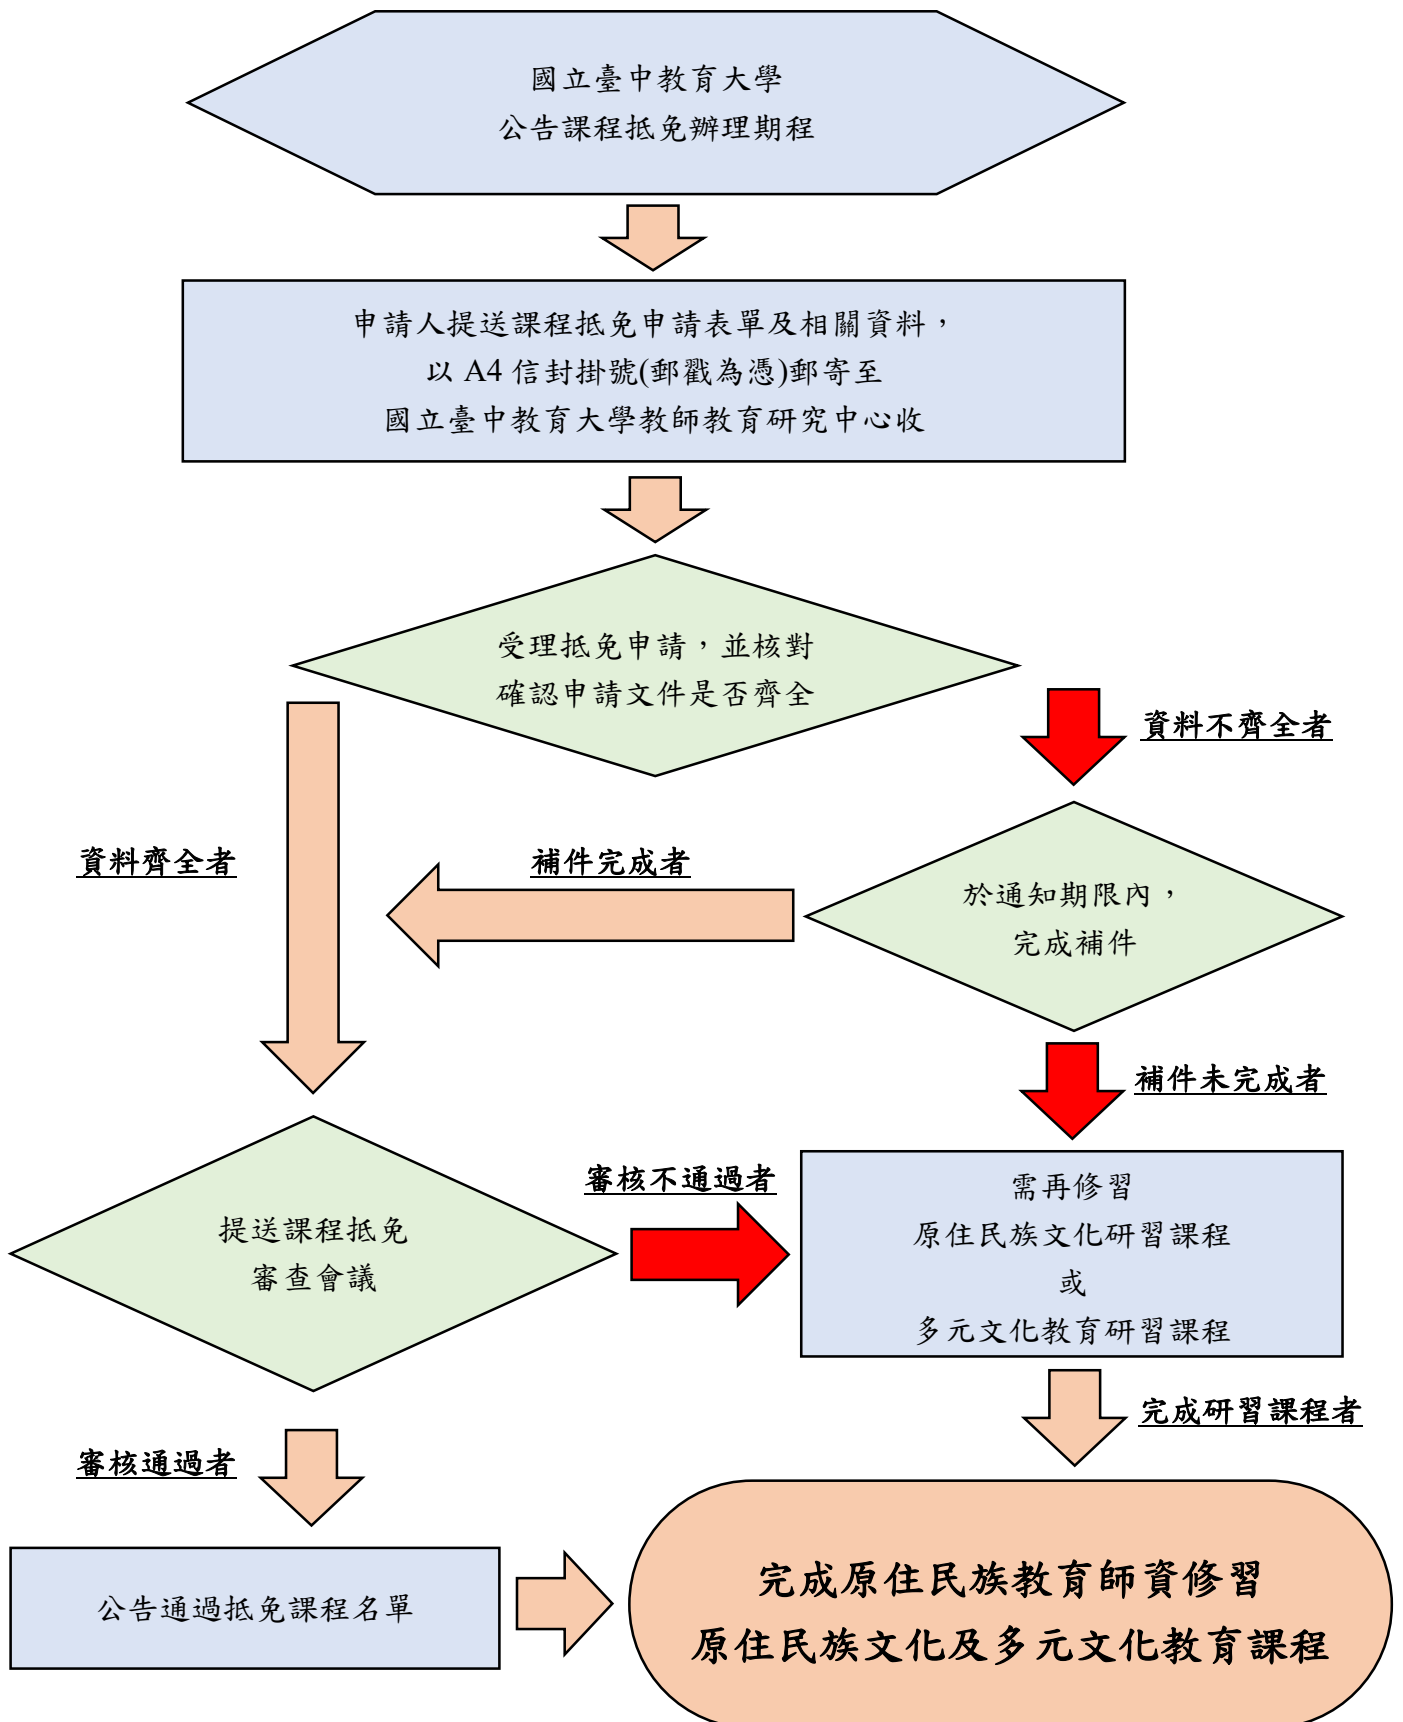 國立臺中教育大學
公告課程抵免辦理期程
申請人提送課程抵免申請表單及相關資料，
以 A4 信封掛號(郵戳為憑)郵寄至
國立臺中教育大學教師教育研究中心收
受理抵免申請，並核對
確認申請文件是否齊全
資料不齊全者
資料齊全者
補件完成者
於通知期限內，
完成補件
補件未完成者
審核不通過者
需再修習
原住民族文化研習課程
或
多元文化教育研習課程
提送課程抵免
審查會議
完成研習課程者
審核通過者
公告通過抵免課程名單
完成原住民族教育師資修習
原住民族文化及多元文化教育課程